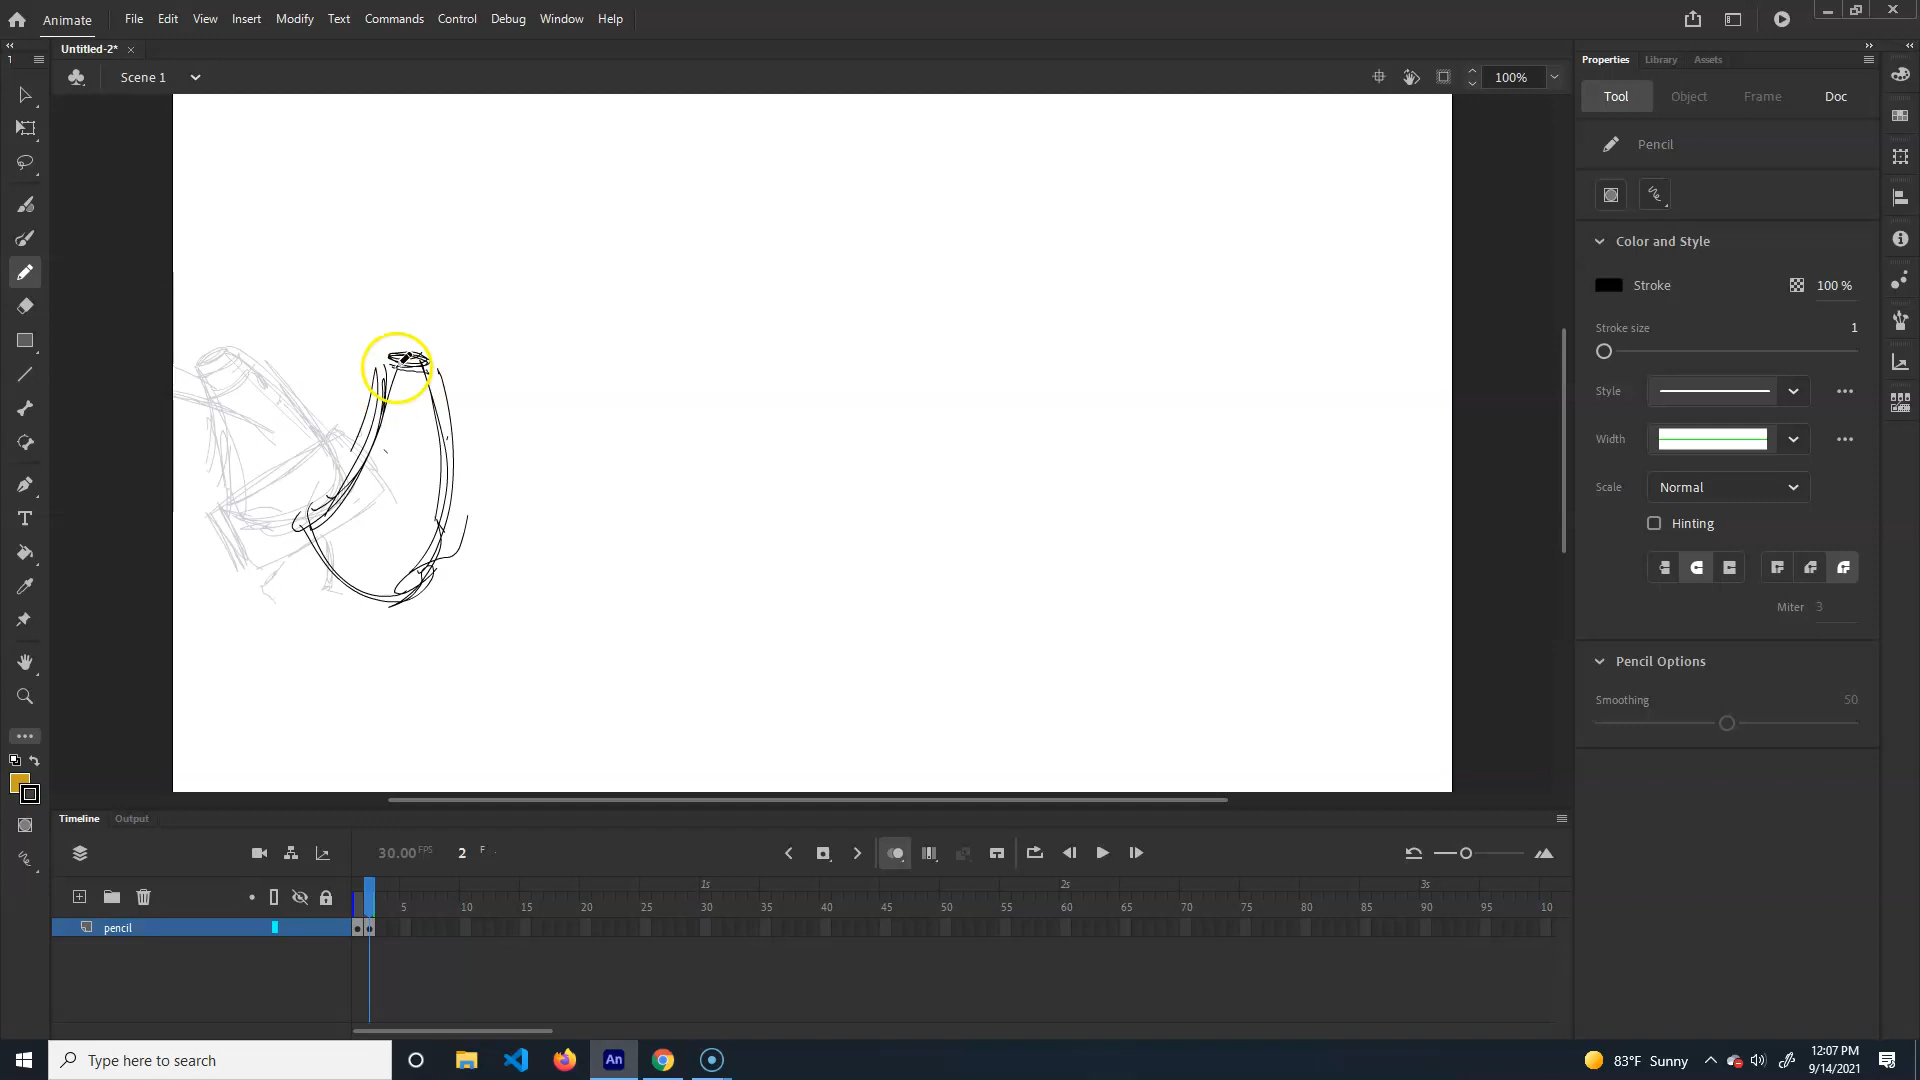 Animate File Edit View Insert Modify Text Commands Control Debug Window Help
Untitled-2*
1
Scene 1
100%
Properties Library Assets
Tool Object Frame Doc
Pencil
Color and Style
Stroke 100 %
Stroke size 1
Style
Width
Scale Normal
Hinting
Miter 3
Pencil Options
Smoothing 50
Timeline Output
30.00 FPS 2 F
1s 2s 3s
5 10 15 20 25 30 35 40 45 50 55 60 65 70 75 80 85 90 95 10
pencil
Type here to search
An
83°F Sunny
12:07 PM
9/14/2021